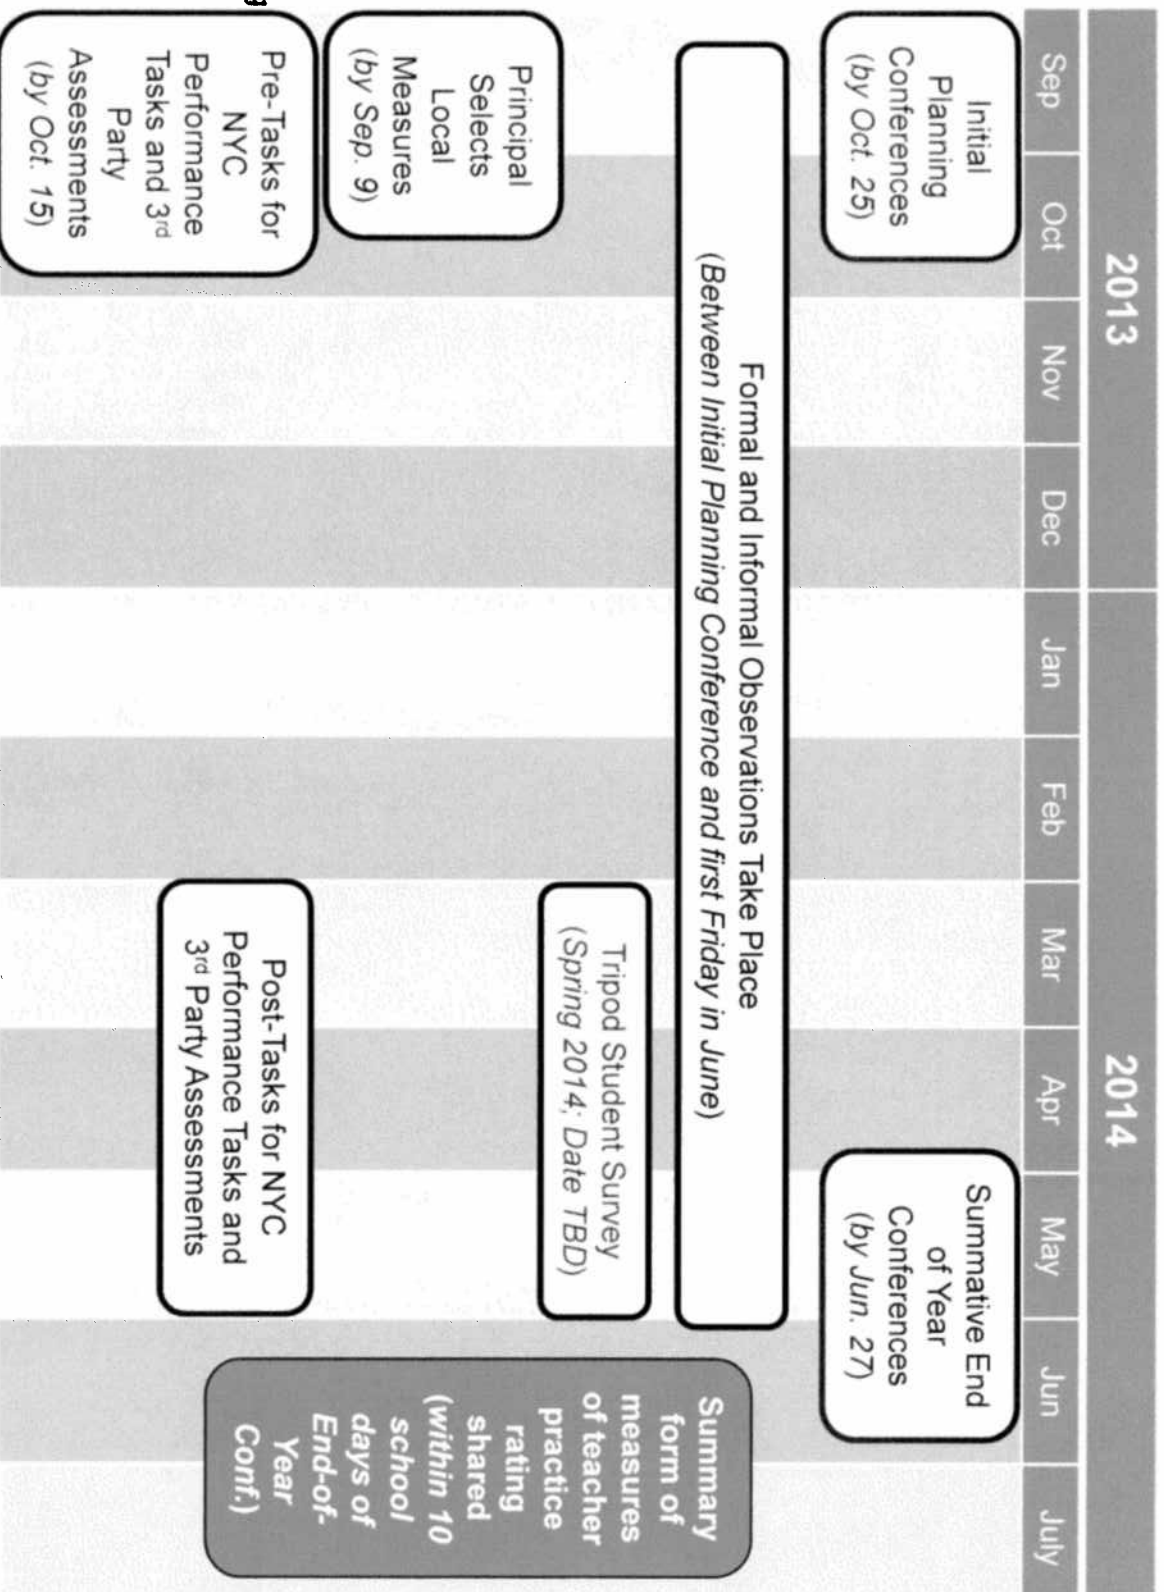 2013
2014
Sep
Oct
Nov
Dec
Jan
Feb
Mar
Apr
May
Jun
July
Initial
Planning
Conferences
(by Oct. 25)
Summative End
of Year
Conferences
(by Jun. 27)
Formal and Informal Observations Take Place
(Between Initial Planning Conference and first Friday in June)
Summary
form of
measures
of teacher
practice
rating
shared
(within 10
school
days of
End-of-
Year
Conf.)
Tripod Student Survey
(Spring 2014; Date TBD)
Principal
Selects
Local
Measures
(by Sep. 9)
Pre-Tasks for
NYC
Performance
Tasks and 3rd
Party
Assessments
(by Oct. 15)
Post-Tasks for NYC
Performance Tasks and
3rd Party Assessments